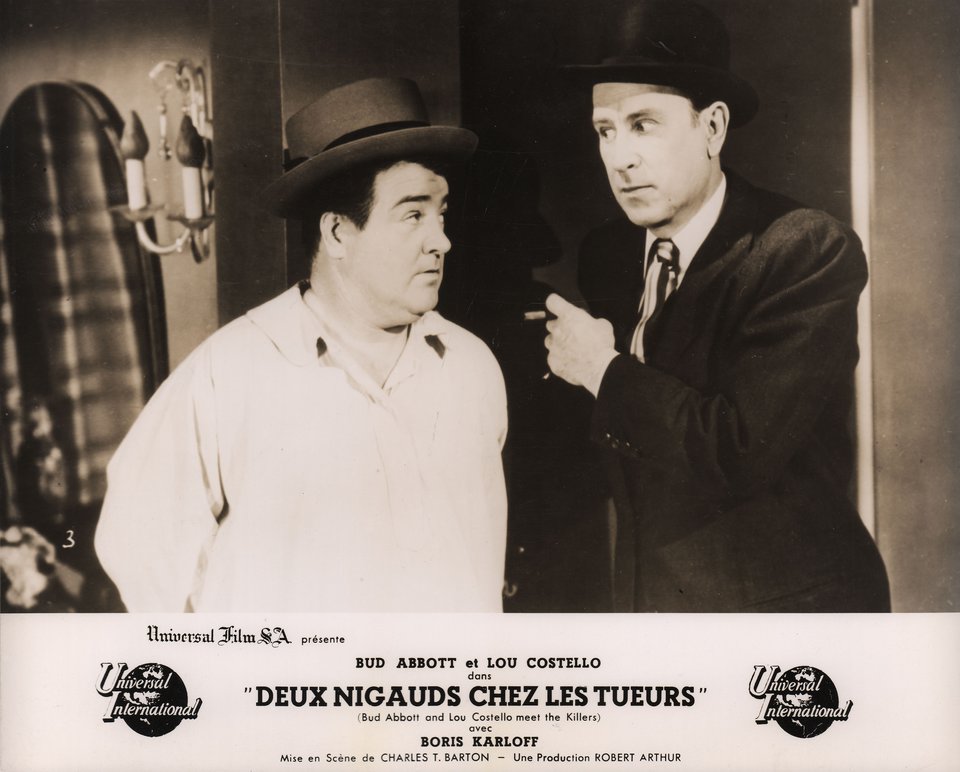 3
Universal Film S.A. présente
BUD ABBOTT et LOU COSTELLO
dans
"DEUX NIGAUDS CHEZ LES TUEURS"
(Bud Abbott and Lou Costello meet the Killers)
avec
BORIS KARLOFF
Mise en Scène de CHARLES T. BARTON — Une Production ROBERT ARTHUR
Universal
International
Universal
International